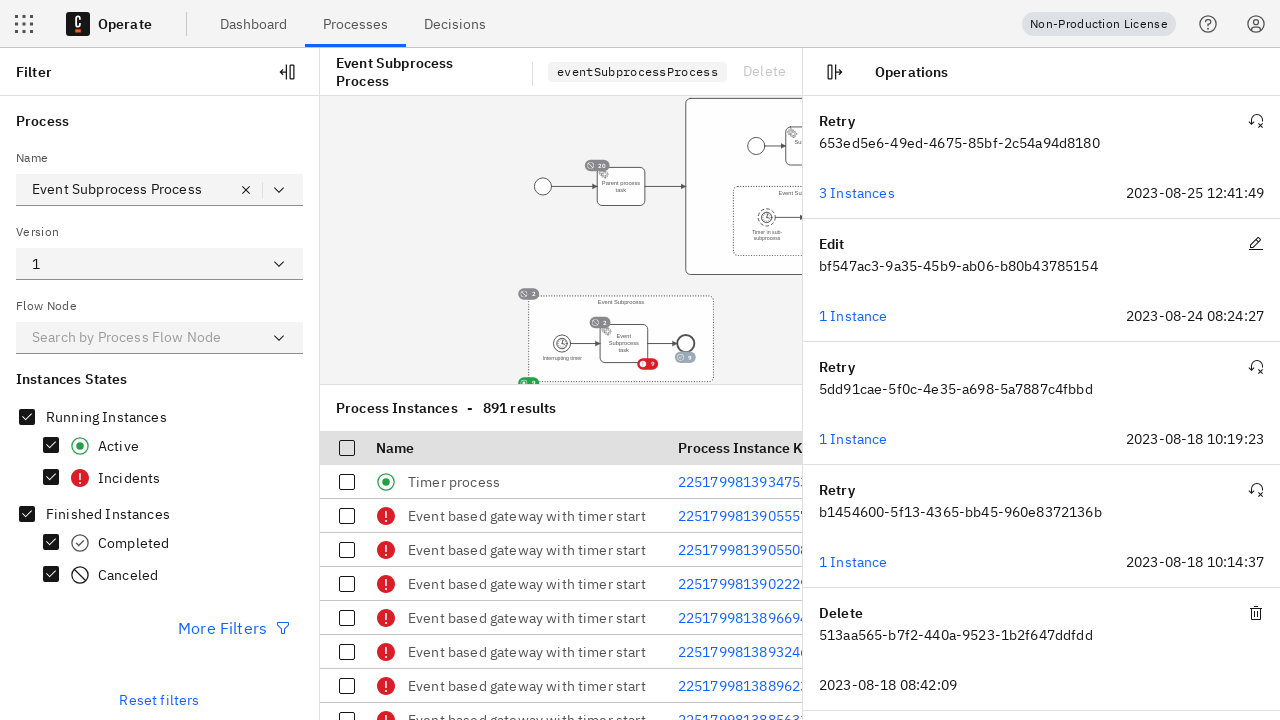 Operate
Dashboard
Processes
Decisions
Non-Production License
Filter
Process
Name
Event Subprocess Process
Version
1
Flow Node
Search by Process Flow Node
Instances States
Running Instances
Active
Incidents
Finished Instances
Completed
Canceled
More Filters
Reset filters
Event Subprocess Process
eventSubprocessProcess
Delete
20
Parent process
task
Timer in sub-
subprocess
2
Event Subprocess
2
Event
Subprocess
task
Interrupting timer
9
9
Process Instances - 891 results
Name
Process Instance K
Timer process
225179981393475
Event based gateway with timer start
225179981390555
Event based gateway with timer start
225179981390550
Event based gateway with timer start
225179981390222
Event based gateway with timer start
225179981389669
Event based gateway with timer start
225179981389324
Event based gateway with timer start
225179981388962
Event based gateway with timer start
Operations
Retry
653ed5e6-49ed-4675-85bf-2c54a94d8180
3 Instances
2023-08-25 12:41:49
Edit
bf547ac3-9a35-45b9-ab06-b80b43785154
1 Instance
2023-08-24 08:24:27
Retry
5dd91cae-5f0c-4e35-a698-5a7887c4fbbd
1 Instance
2023-08-18 10:19:23
Retry
b1454600-5f13-4365-bb45-960e8372136b
1 Instance
2023-08-18 10:14:37
Delete
513aa565-b7f2-440a-9523-1b2f647ddfdd
2023-08-18 08:42:09